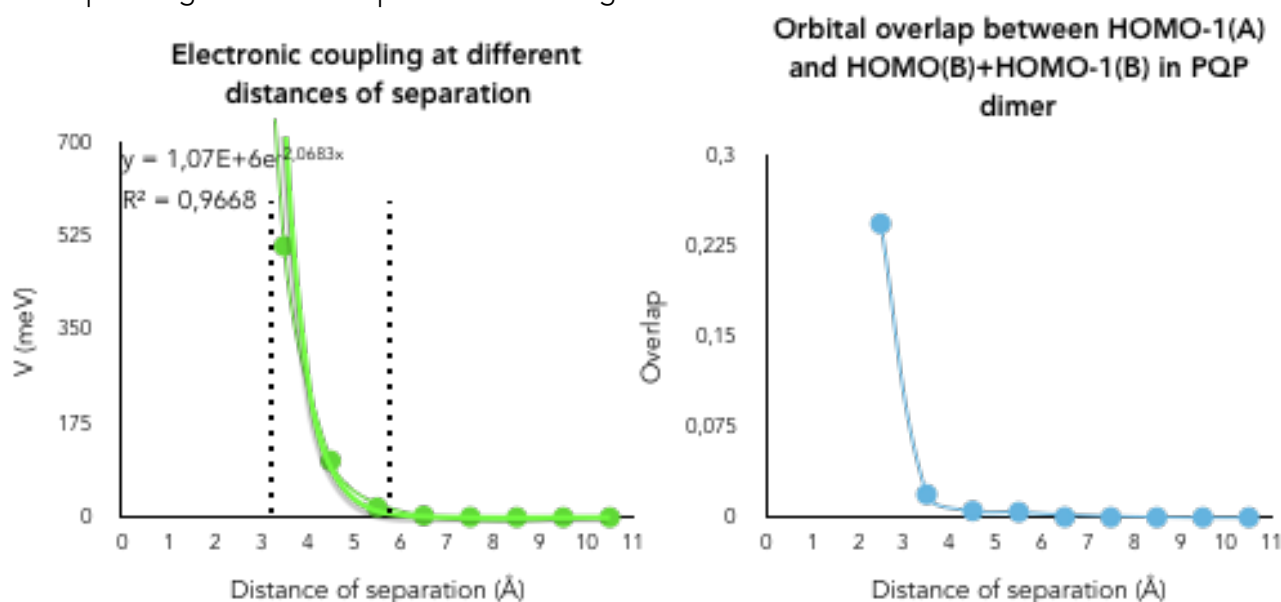 Electronic coupling at different
distances of separation
700
525
350
175
0
V (meV)
y = 1,07E+6e-2,0683x
R² = 0,9668
0 1 2 3 4 5 6 7 8 9 10 11
Distance of separation (Å)
Orbital overlap between HOMO-1(A)
and HOMO(B)+HOMO-1(B) in PQP
dimer
0,3
0,225
0,15
0,075
0
Overlap
0 1 2 3 4 5 6 7 8 9 10 11
Distance of separation (Å)